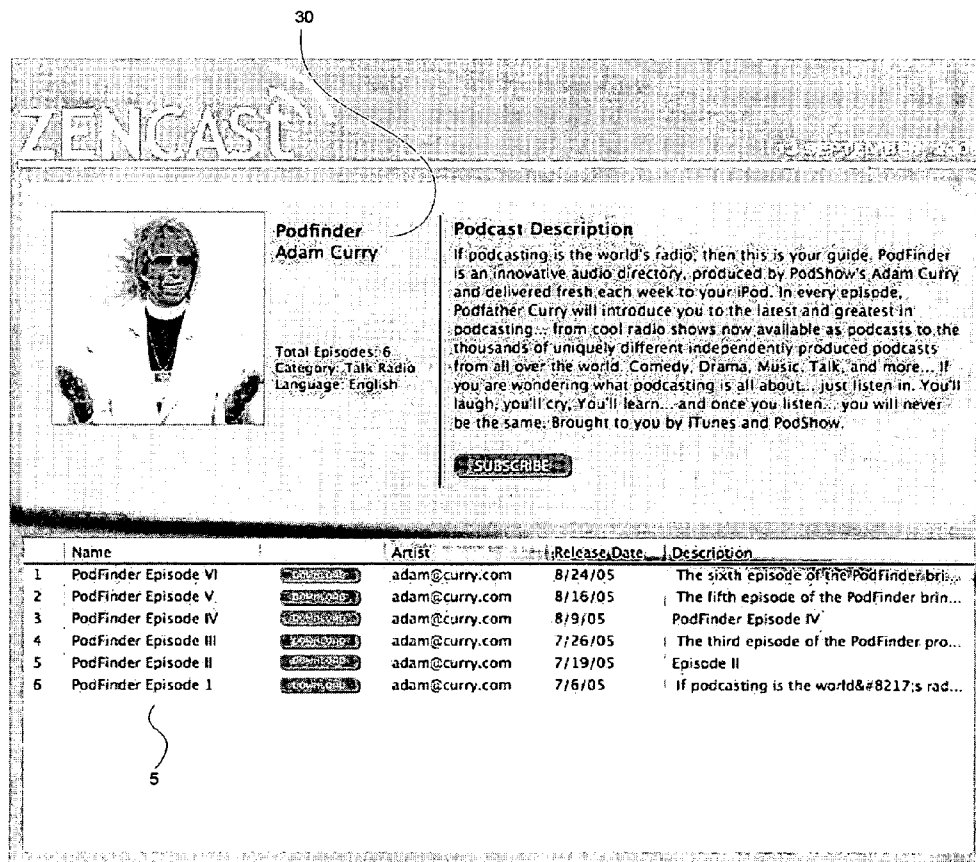 30
ZENCAST
Podfinder
Adam Curry
Total Episodes: 6
Category: Talk Radio
Language: English
Podcast Description
If podcasting is the world's radio, then this is your guide. PodFinder
is an innovative audio directory, produced by PodShow's Adam Curry
and delivered fresh each week to your iPod. In every episode,
Podfather Curry will introduce you to the latest and greatest in
podcasting... from cool radio shows now available as podcasts to the
thousands of uniquely different independently produced podcasts
from all over the world. Comedy, Drama, Music, Talk, and more... If
you are wondering what podcasting is all about... just listen in. You'll
laugh, you'll cry, You'll learn... and once you listen... you will never
be the same. Brought to you by iTunes and PodShow.
SUBSCRIBE
Name Artist Release Date Description
1 PodFinder Episode VI DOWNLOAD adam@curry.com 8/24/05 The sixth episode of the PodFinder bri...
2 PodFinder Episode V DOWNLOAD adam@curry.com 8/16/05 The fifth episode of the PodFinder brin...
3 PodFinder Episode IV DOWNLOAD adam@curry.com 8/9/05 PodFinder Episode IV
4 PodFinder Episode III DOWNLOAD adam@curry.com 7/26/05 The third episode of the PodFinder pro...
5 PodFinder Episode II DOWNLOAD adam@curry.com 7/19/05 Episode II
6 PodFinder Episode 1 DOWNLOAD adam@curry.com 7/6/05 If podcasting is the world&#8217;s rad...
5